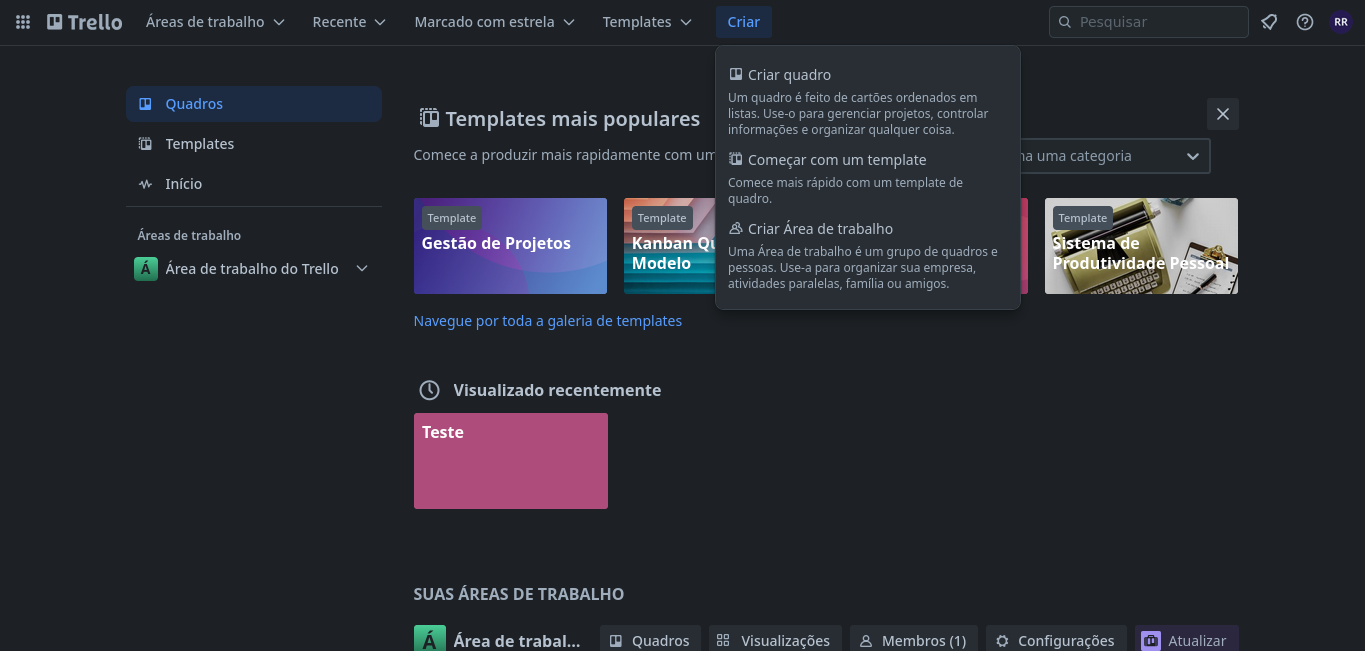 Trello
Áreas de trabalho
Recente
Marcado com estrela
Templates
Criar
Pesquisar
RR
Quadros
Templates
Início
Áreas de trabalho
Á
Área de trabalho do Trello
Criar quadro
Um quadro é feito de cartões ordenados em
listas. Use-o para gerenciar projetos, controlar
informações e organizar qualquer coisa.
Começar com um template
Comece mais rápido com um template de
quadro.
Criar Área de trabalho
Uma Área de trabalho é um grupo de quadros e
pessoas. Use-a para organizar sua empresa,
atividades paralelas, família ou amigos.
Templates mais populares
Comece a produzir mais rapidamente com um
uma categoria
Template
Gestão de Projetos
Template
Kanban
Modelo
Template
Sistema de
Produtividade Pessoal
Navegue por toda a galeria de templates
Visualizado recentemente
Teste
SUAS ÁREAS DE TRABALHO
Á
Área de trabal...
Quadros
Visualizações
Membros (1)
Configurações
Atualizar